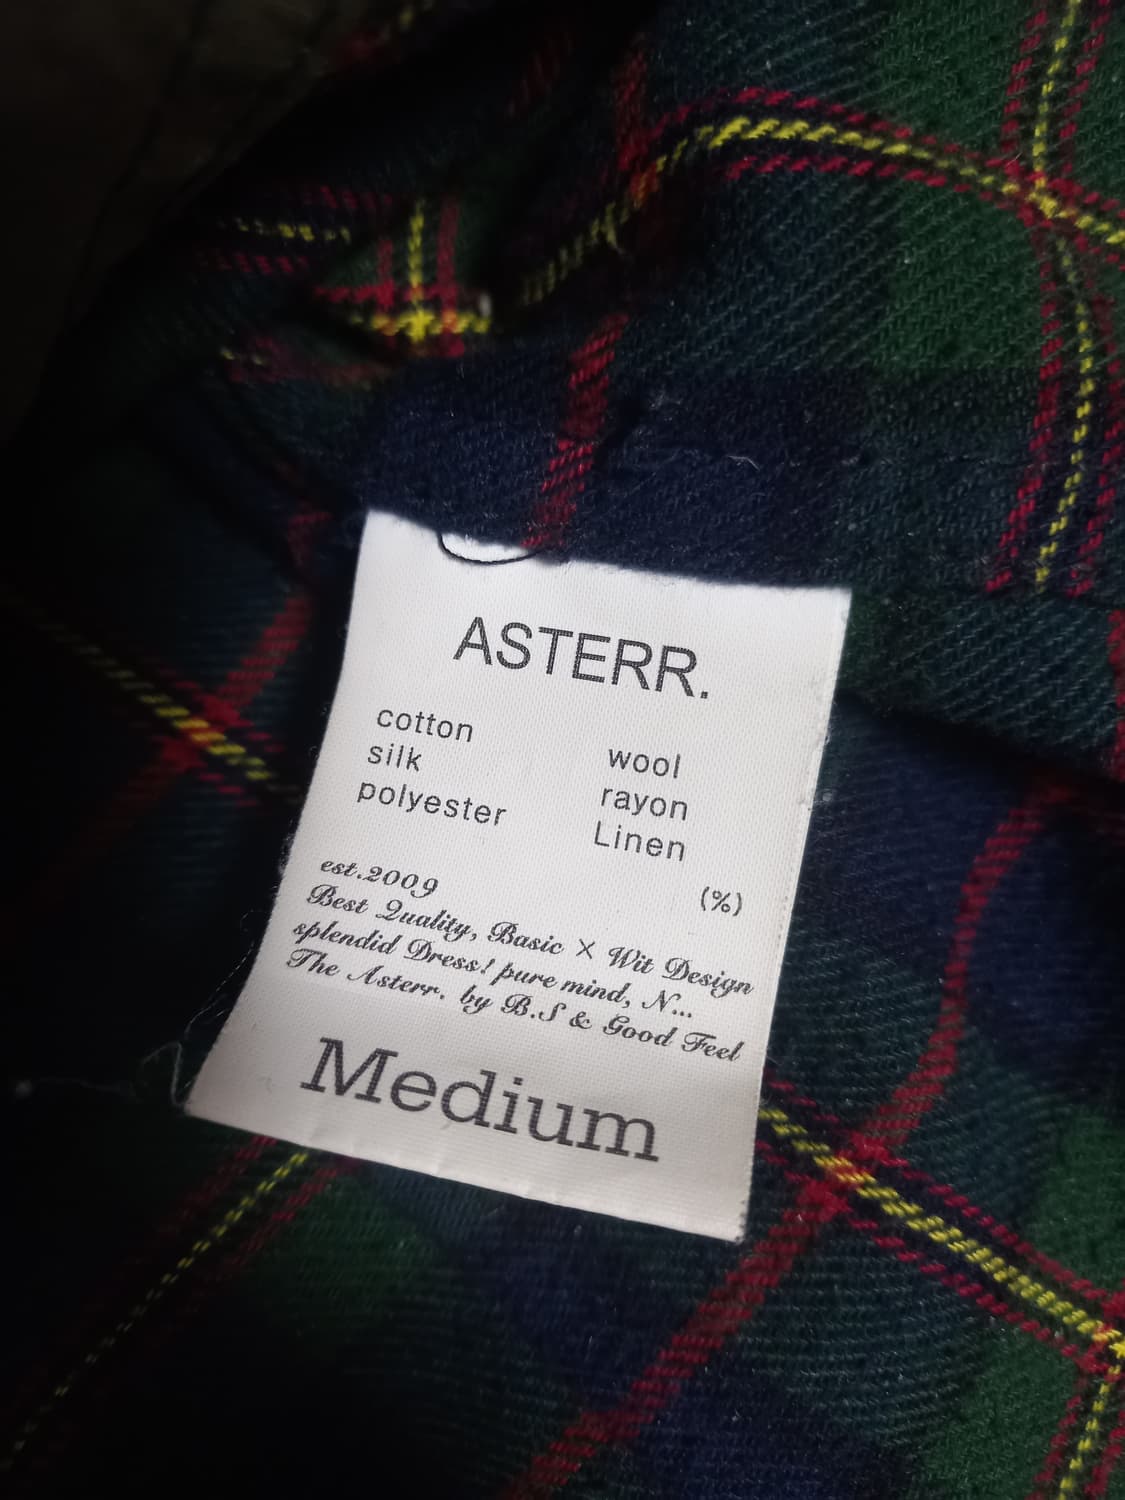 ASTERR.
cotton wool
silk rayon
polyester Linen
(%)
est.2009
Best Quality, Basic × Wit Design
splendid Dress! pure mind, N...
The Asterr. by B.S & Good Feel
Medium